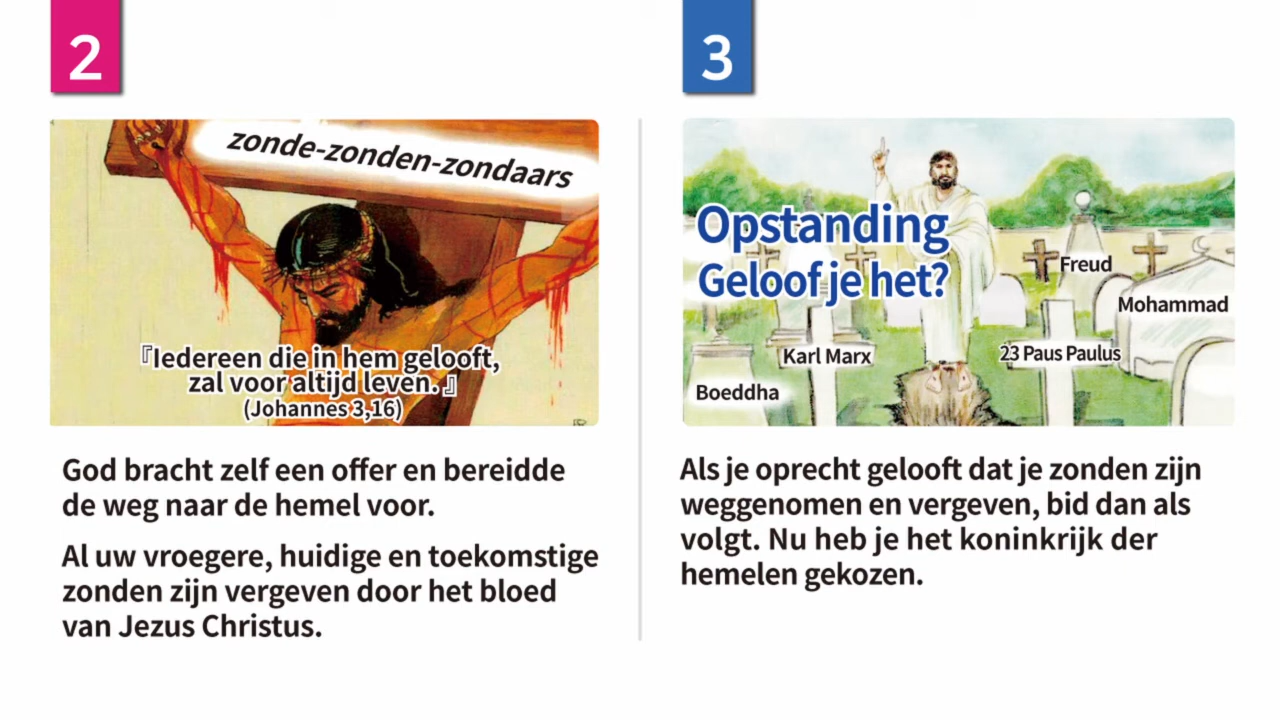 2
zonde-zonden-zondaars
『Iedereen die in hem gelooft,
zal voor altijd leven.』
(Johannes 3,16)
God bracht zelf een offer en bereidde
de weg naar de hemel voor.
Al uw vroegere, huidige en toekomstige
zonden zijn vergeven door het bloed
van Jezus Christus.
3
Opstanding
Geloof je het?
Freud
Mohammad
Karl Marx
23 Paus Paulus
Boeddha
Als je oprecht gelooft dat je zonden zijn
weggenomen en vergeven, bid dan als
volgt. Nu heb je het koninkrijk der
hemelen gekozen.